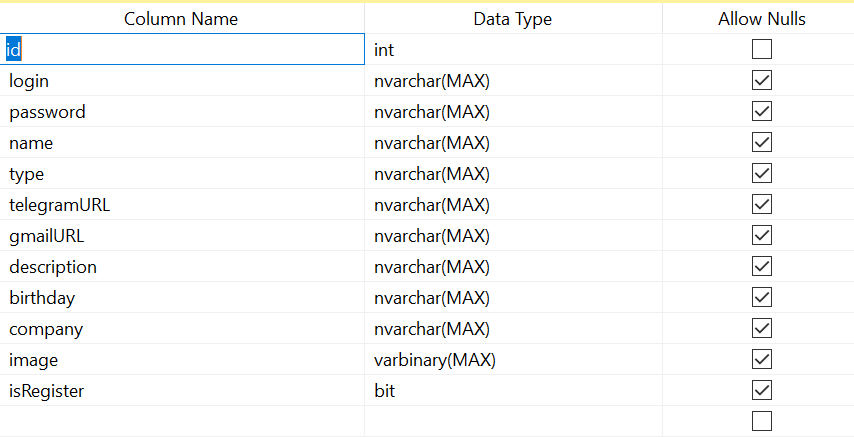 Column Name Data Type Allow Nulls
id int
login nvarchar(MAX)
password nvarchar(MAX)
name nvarchar(MAX)
type nvarchar(MAX)
telegramURL nvarchar(MAX)
gmailURL nvarchar(MAX)
description nvarchar(MAX)
birthday nvarchar(MAX)
company nvarchar(MAX)
image varbinary(MAX)
isRegister bit